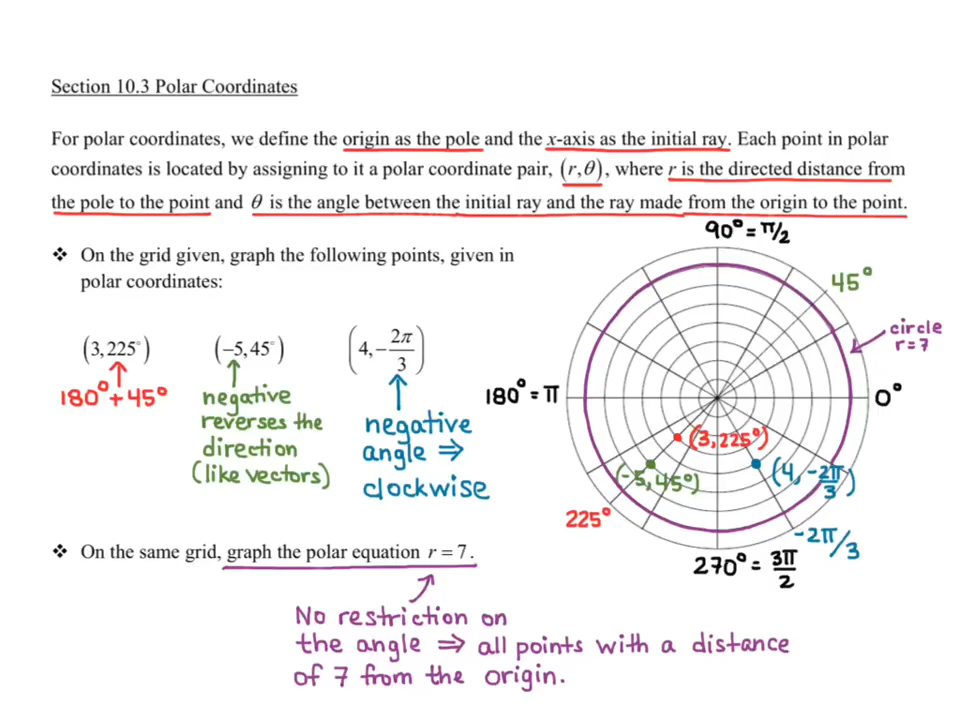 Section 10.3 Polar Coordinates
For polar coordinates, we define the origin as the pole and the x-axis as the initial ray. Each point in polar
coordinates is located by assigning to it a polar coordinate pair, (r,θ), where r is the directed distance from
the pole to the point and θ is the angle between the initial ray and the ray made from the origin to the point.
❖ On the grid given, graph the following points, given in
polar coordinates:
(3,225°) (−5,45°) (4,−2π/3)
180°+45°
negative
reverses the
direction
(like vectors)
negative
angle ⇒
clockwise
90°=π/2
45°
circle
r=7
180°=π
0°
(3,225°)
(-5,45°)
(4,-2π/3)
225°
-2π/3
270°=3π/2
❖ On the same grid, graph the polar equation r = 7.
No restriction on
the angle ⇒ all points with a distance
of 7 from the origin.